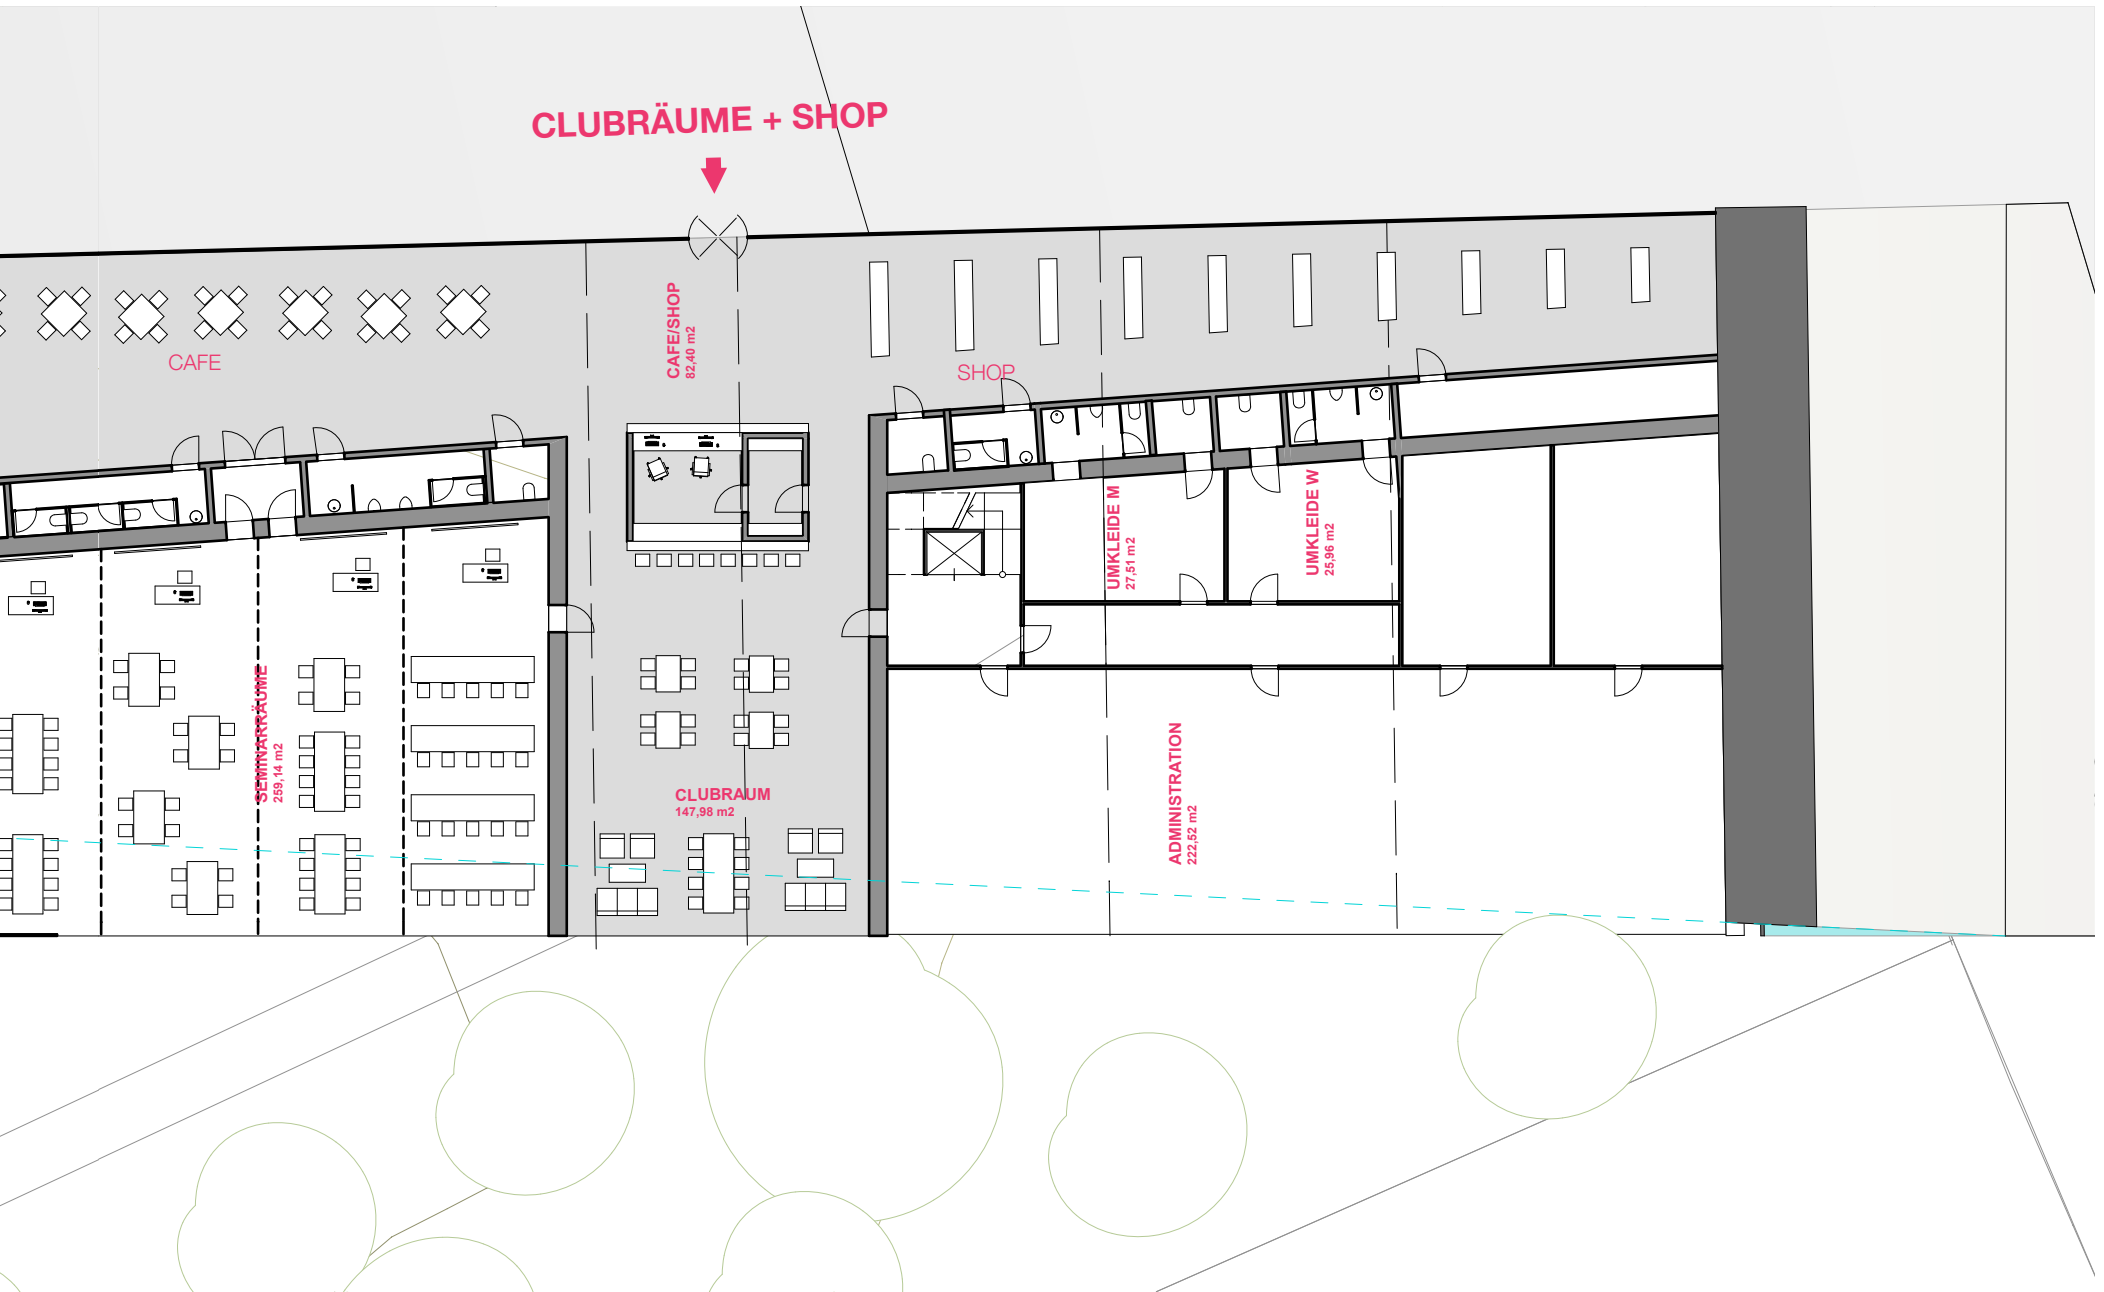 CLUBRÄUME + SHOP
CAFE/SHOP
82,40 m2
CAFE
SHOP
UMKLEIDE M
27,51 m2
UMKLEIDE W
25,96 m2
SEMINARRÄUME
259,14 m2
CLUBRAUM
147,98 m2
ADMINISTRATION
222,52 m2